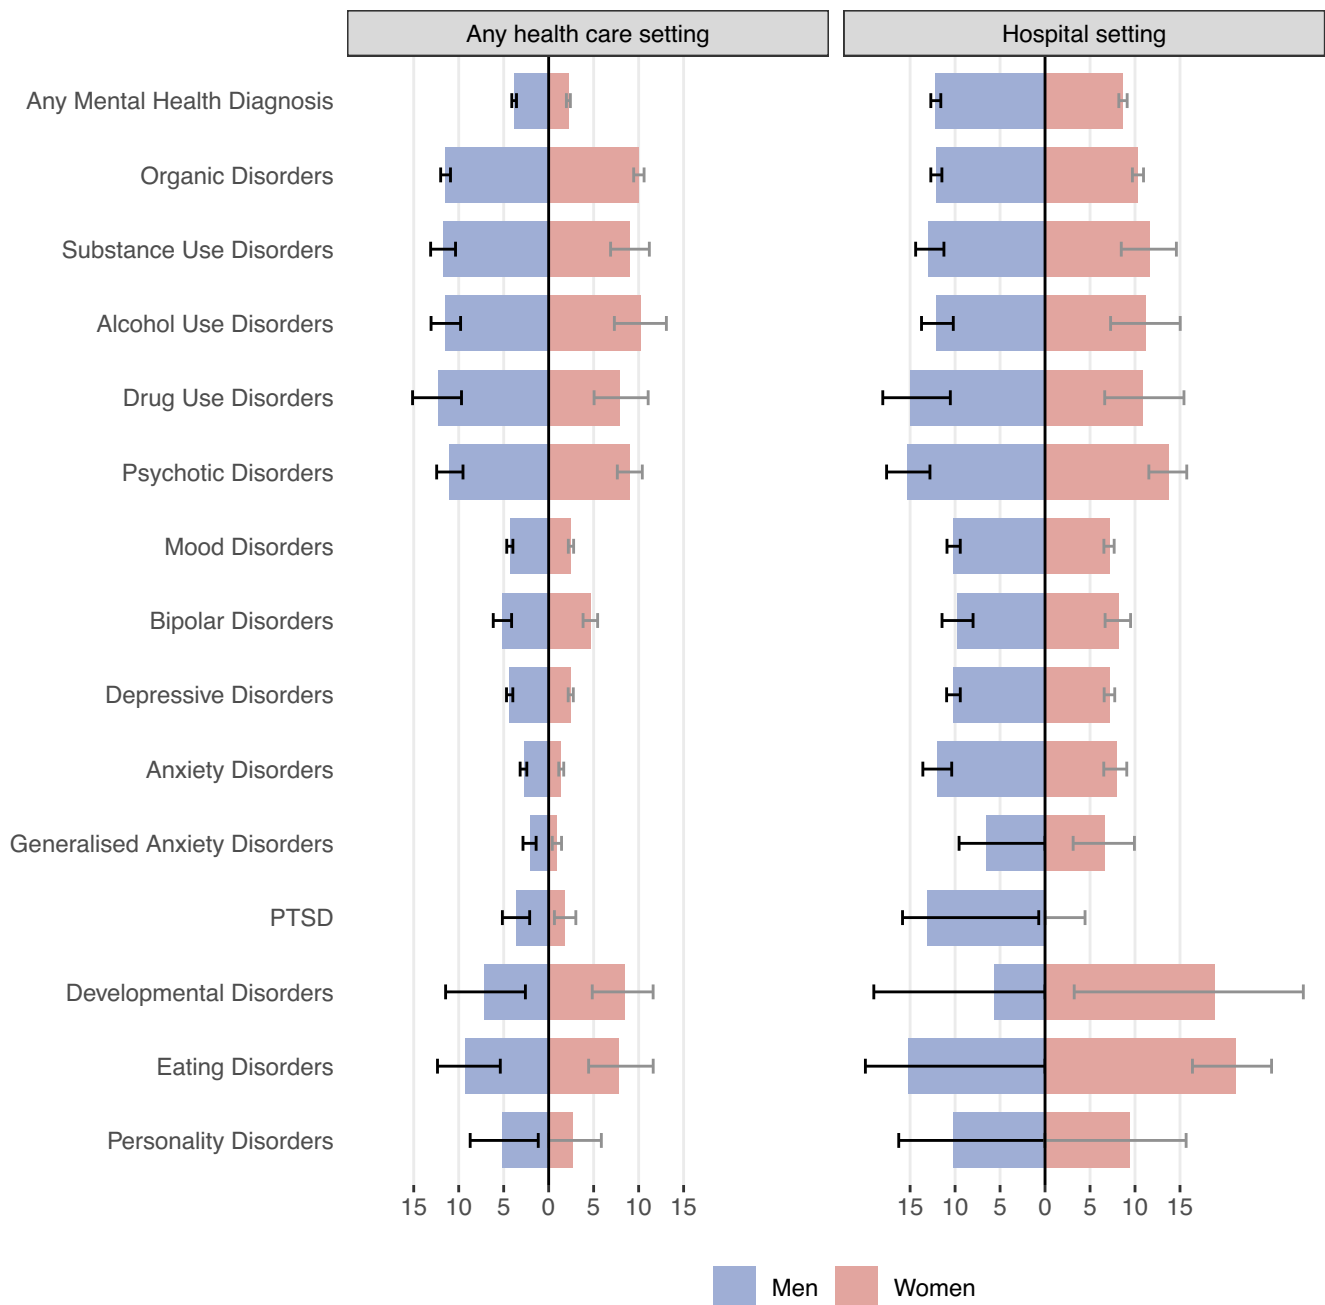 Any health care setting
Hospital setting
Any Mental Health Diagnosis
Organic Disorders
Substance Use Disorders
Alcohol Use Disorders
Drug Use Disorders
Psychotic Disorders
Mood Disorders
Bipolar Disorders
Depressive Disorders
Anxiety Disorders
Generalised Anxiety Disorders
PTSD
Developmental Disorders
Eating Disorders
Personality Disorders
15 10 5 0 5 10 15
15 10 5 0 5 10 15
Men Women